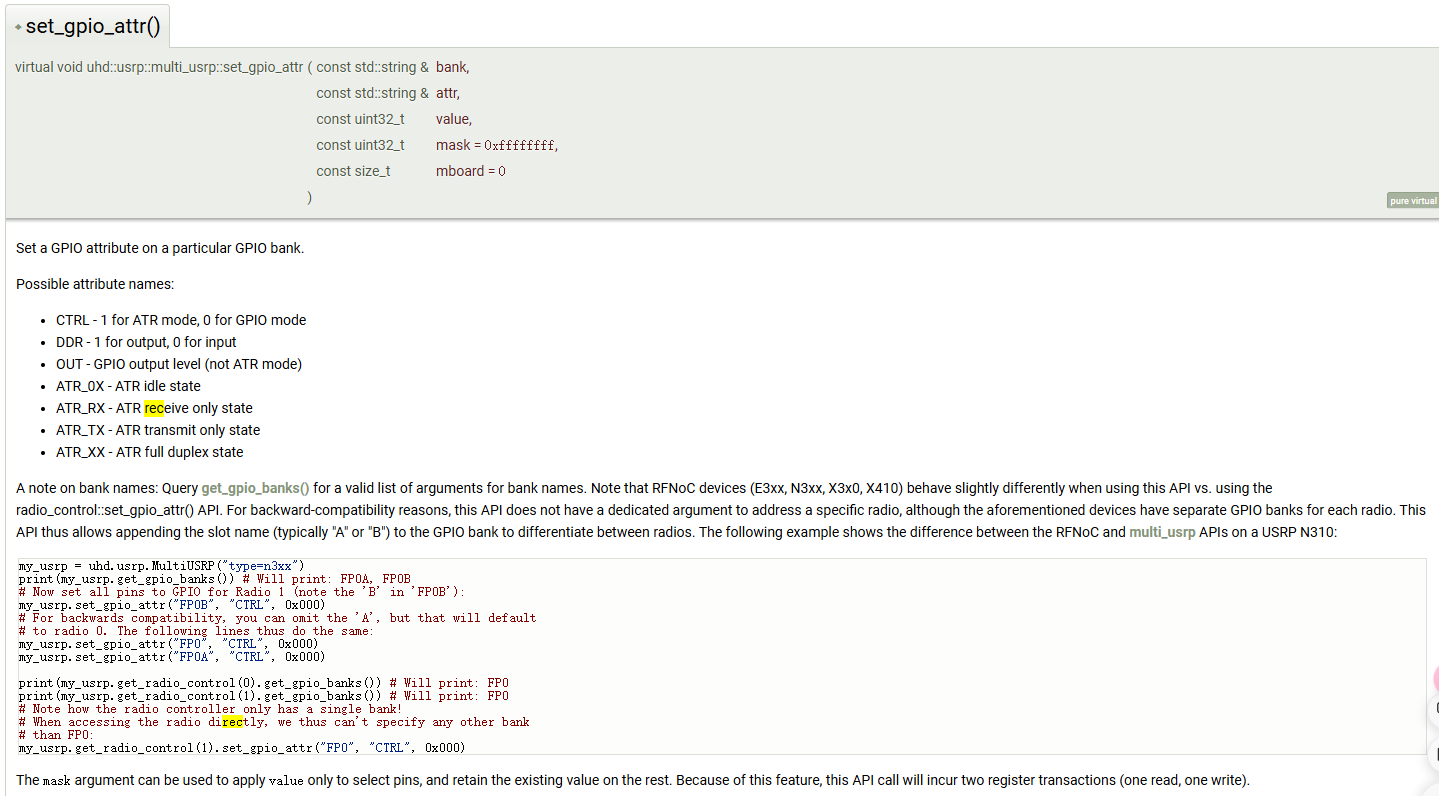 set_gpio_attr()
virtual void uhd::usrp::multi_usrp::set_gpio_attr ( const std::string & bank,
const std::string & attr,
const uint32_t value,
const uint32_t mask = 0xffffffff,
const size_t mboard = 0
)
pure virtual
Set a GPIO attribute on a particular GPIO bank.
Possible attribute names:
• CTRL - 1 for ATR mode, 0 for GPIO mode
• DDR - 1 for output, 0 for input
• OUT - GPIO output level (not ATR mode)
• ATR_0X - ATR idle state
• ATR_RX - ATR receive only state
• ATR_TX - ATR transmit only state
• ATR_XX - ATR full duplex state
A note on bank names: Query get_gpio_banks() for a valid list of arguments for bank names. Note that RFNoC devices (E3xx, N3xx, X3x0, X410) behave slightly differently when using this API vs. using the
radio_control::set_gpio_attr() API. For backward-compatibility reasons, this API does not have a dedicated argument to address a specific radio, although the aforementioned devices have separate GPIO banks for each radio. This
API thus allows appending the slot name (typically "A" or "B") to the GPIO bank to differentiate between radios. The following example shows the difference between the RFNoC and multi_usrp APIs on a USRP N310:
my_usrp = uhd.usrp.MultiUSRP("type=n3xx")
print(my_usrp.get_gpio_banks()) # Will print: FP0A, FP0B
# Now set all pins to GPIO for Radio 1 (note the 'B' in 'FP0B'):
my_usrp.set_gpio_attr("FP0B", "CTRL", 0x000)
# For backwards compatibility, you can omit the 'A', but that will default
# to radio 0. The following lines thus do the same:
my_usrp.set_gpio_attr("FP0", "CTRL", 0x000)
my_usrp.set_gpio_attr("FP0A", "CTRL", 0x000)
print(my_usrp.get_radio_control(0).get_gpio_banks()) # Will print: FP0
print(my_usrp.get_radio_control(1).get_gpio_banks()) # Will print: FP0
# Note how the radio controller only has a single bank!
# When accessing the radio directly, we thus can't specify any other bank
# than FP0:
my_usrp.get_radio_control(1).set_gpio_attr("FP0", "CTRL", 0x000)
The mask argument can be used to apply value only to select pins, and retain the existing value on the rest. Because of this feature, this API call will incur two register transactions (one read, one write).